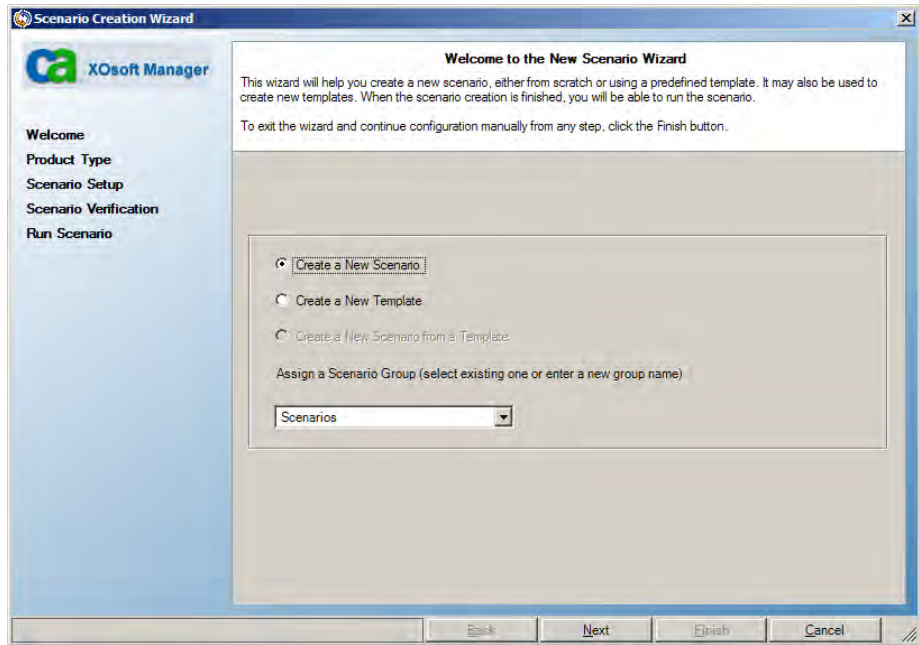 Scenario Creation Wizard
ca
XOsoft Manager
Welcome
Product Type
Scenario Setup
Scenario Verification
Run Scenario
Welcome to the New Scenario Wizard
This wizard will help you create a new scenario, either from scratch or using a predefined template. It may also be used to
create new templates. When the scenario creation is finished, you will be able to run the scenario.
To exit the wizard and continue configuration manually from any step, click the Finish button.
Create a New Scenario
Create a New Template
Create a New Scenario from a Template
Assign a Scenario Group (select existing one or enter a new group name)
Scenarios
Back
Next
Finish
Cancel